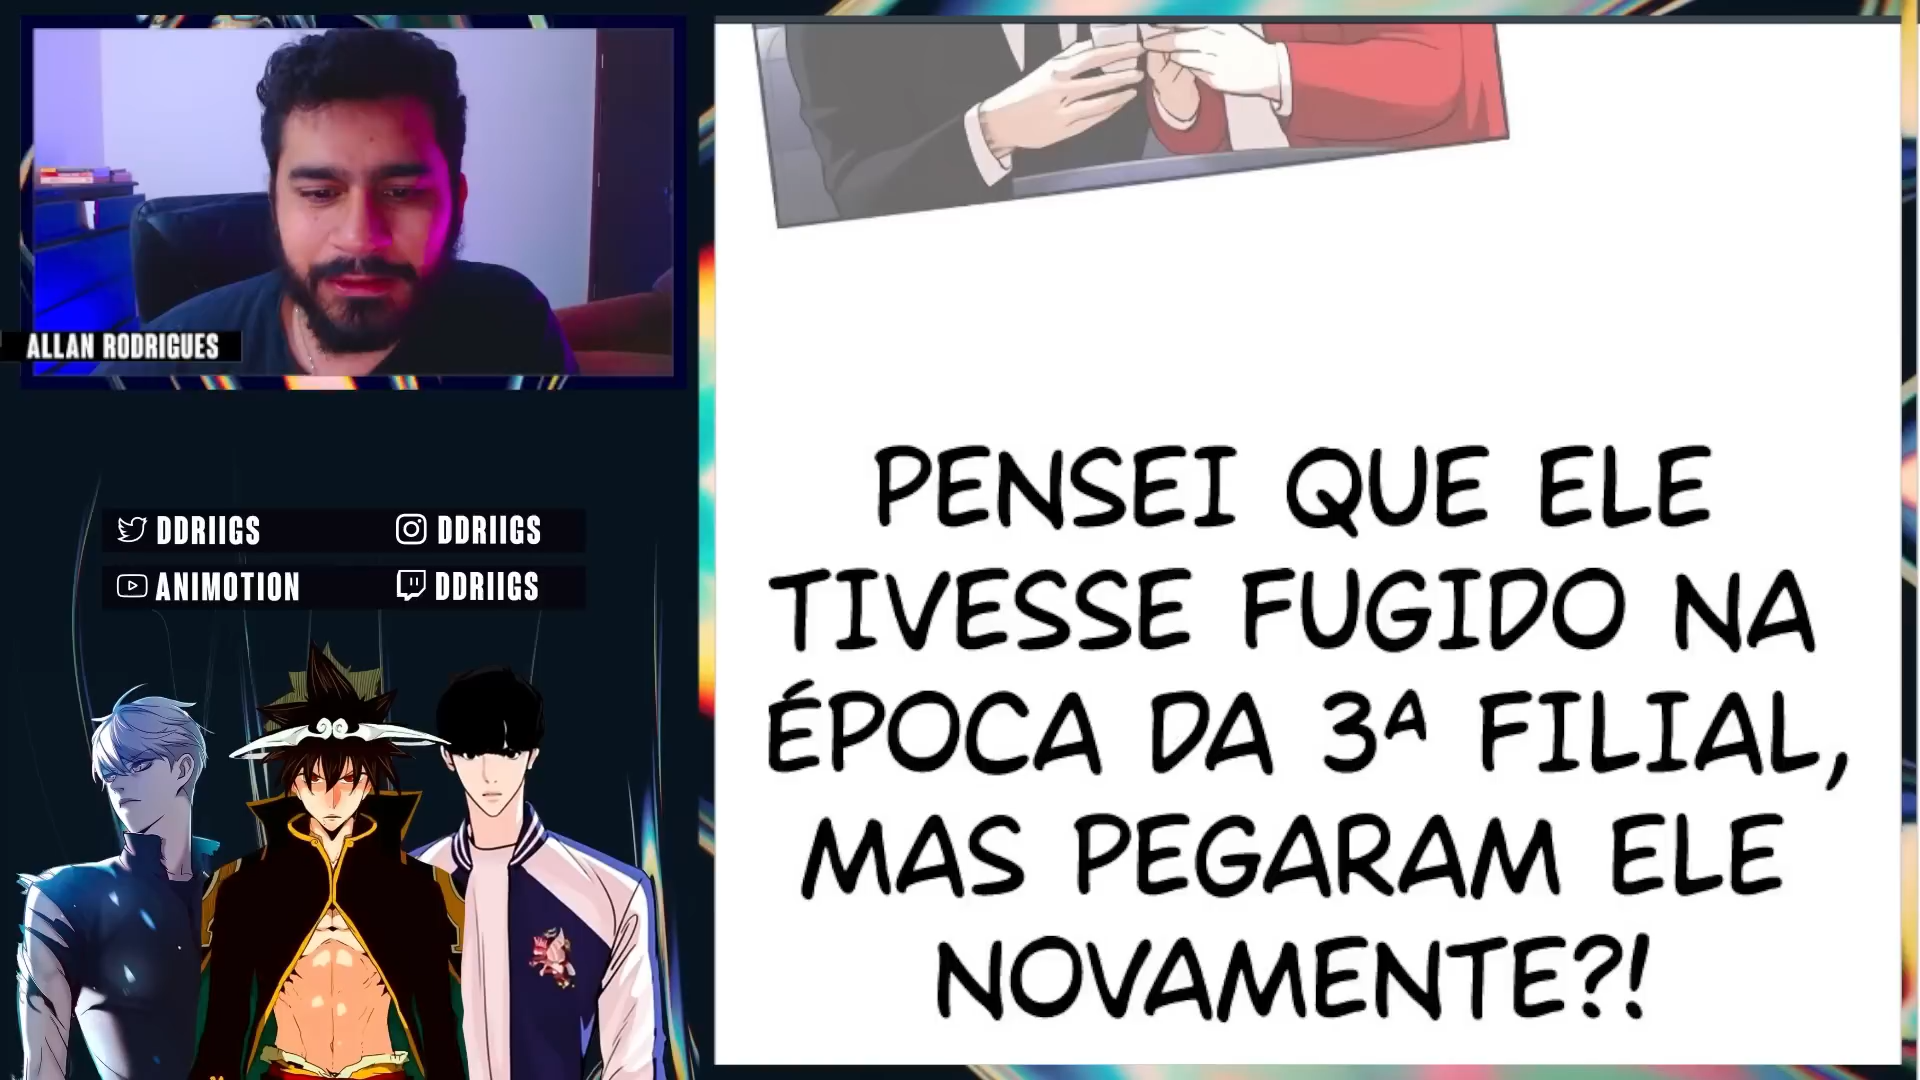 ALLAN RODRIGUES
DDRIIGS
DDRIIGS
ANIMOTION
DDRIIGS
PENSEI QUE ELE
TIVESSE FUGIDO NA
ÉPOCA DA 3ª FILIAL,
MAS PEGARAM ELE
NOVAMENTE?!